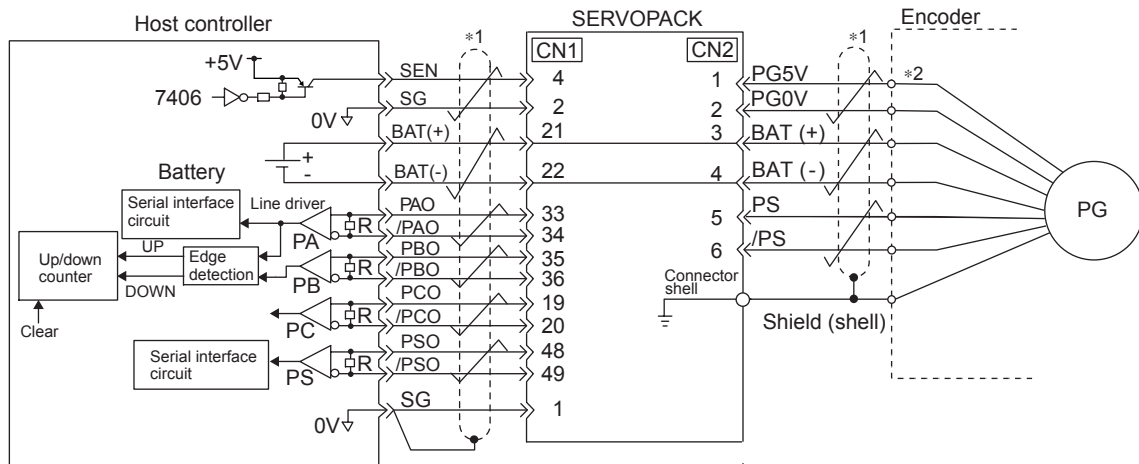 Host controller
SERVOPACK
Encoder
*1
CN1
CN2
*1
+5V
SEN
4
1
PG5V
*2
7406
SG
2
2
PG0V
0V
BAT(+)
21
3
BAT (+)
+
-
Battery
BAT(-)
22
4
BAT (-)
Serial interface
circuit
Line driver
PA
R
PAO
33
5
PS
PG
/PAO
34
UP
Up/down
counter
Edge
detection
PB
R
PBO
35
6
/PS
/PBO
36
DOWN
Connector
shell
Clear
PC
R
PCO
19
/PCO
20
Shield (shell)
Serial interface
circuit
PS
R
PSO
48
/PSO
49
SG
1
0V